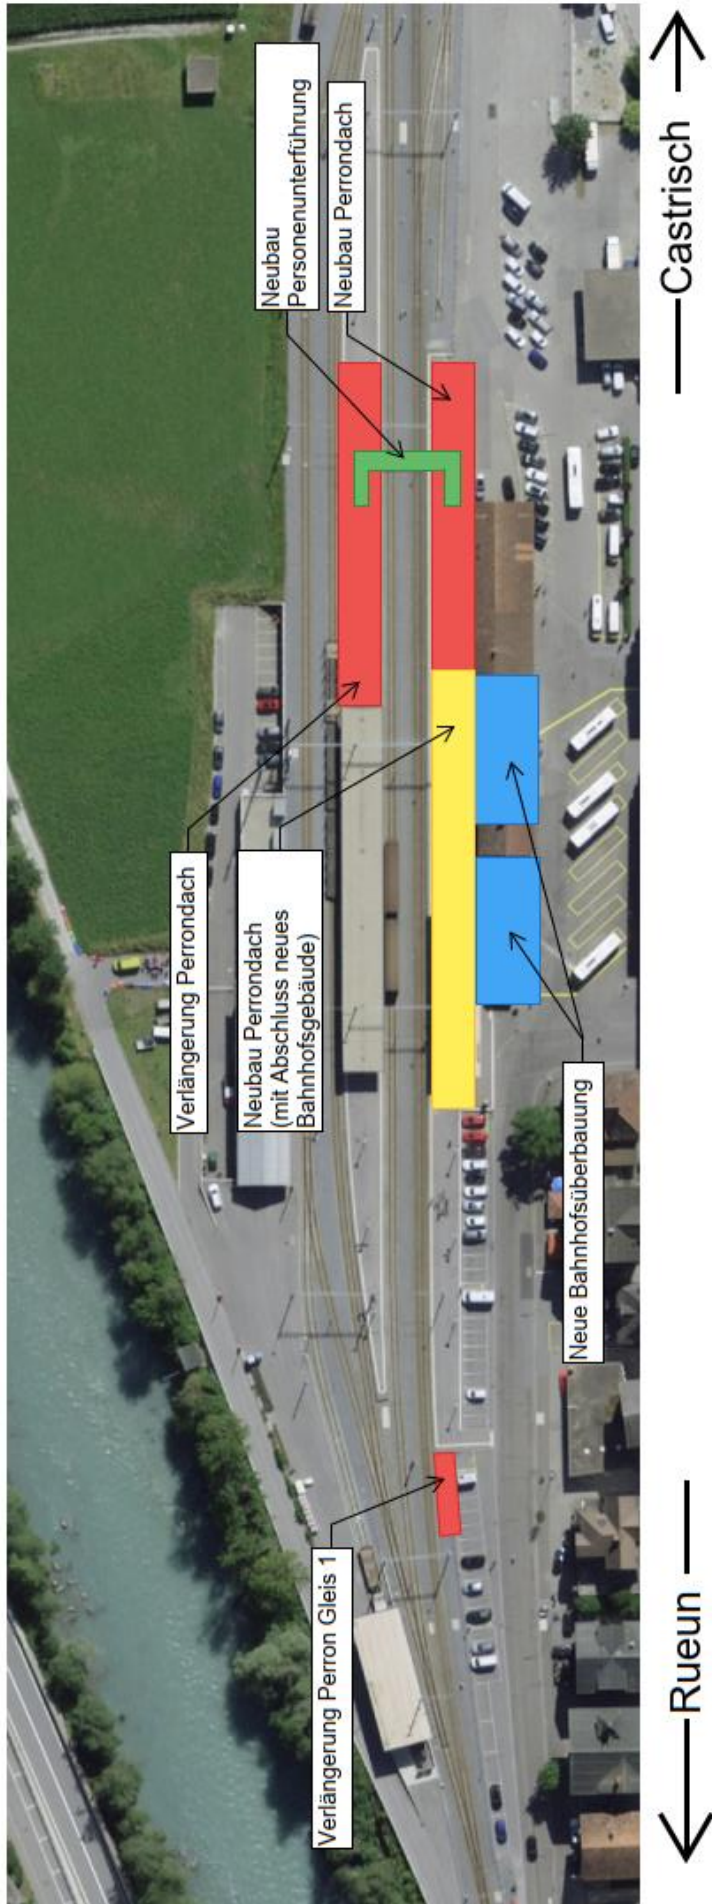 Neubau
Personenunterführung
Neubau Perrondach
Verlängerung Perrondach
Neubau Perrondach
(mit Abschluss neues
Bahnhofsgebäude)
Neue Bahnhofsüberbauung
Verlängerung Perron Gleis 1
Castrisch
Rueun